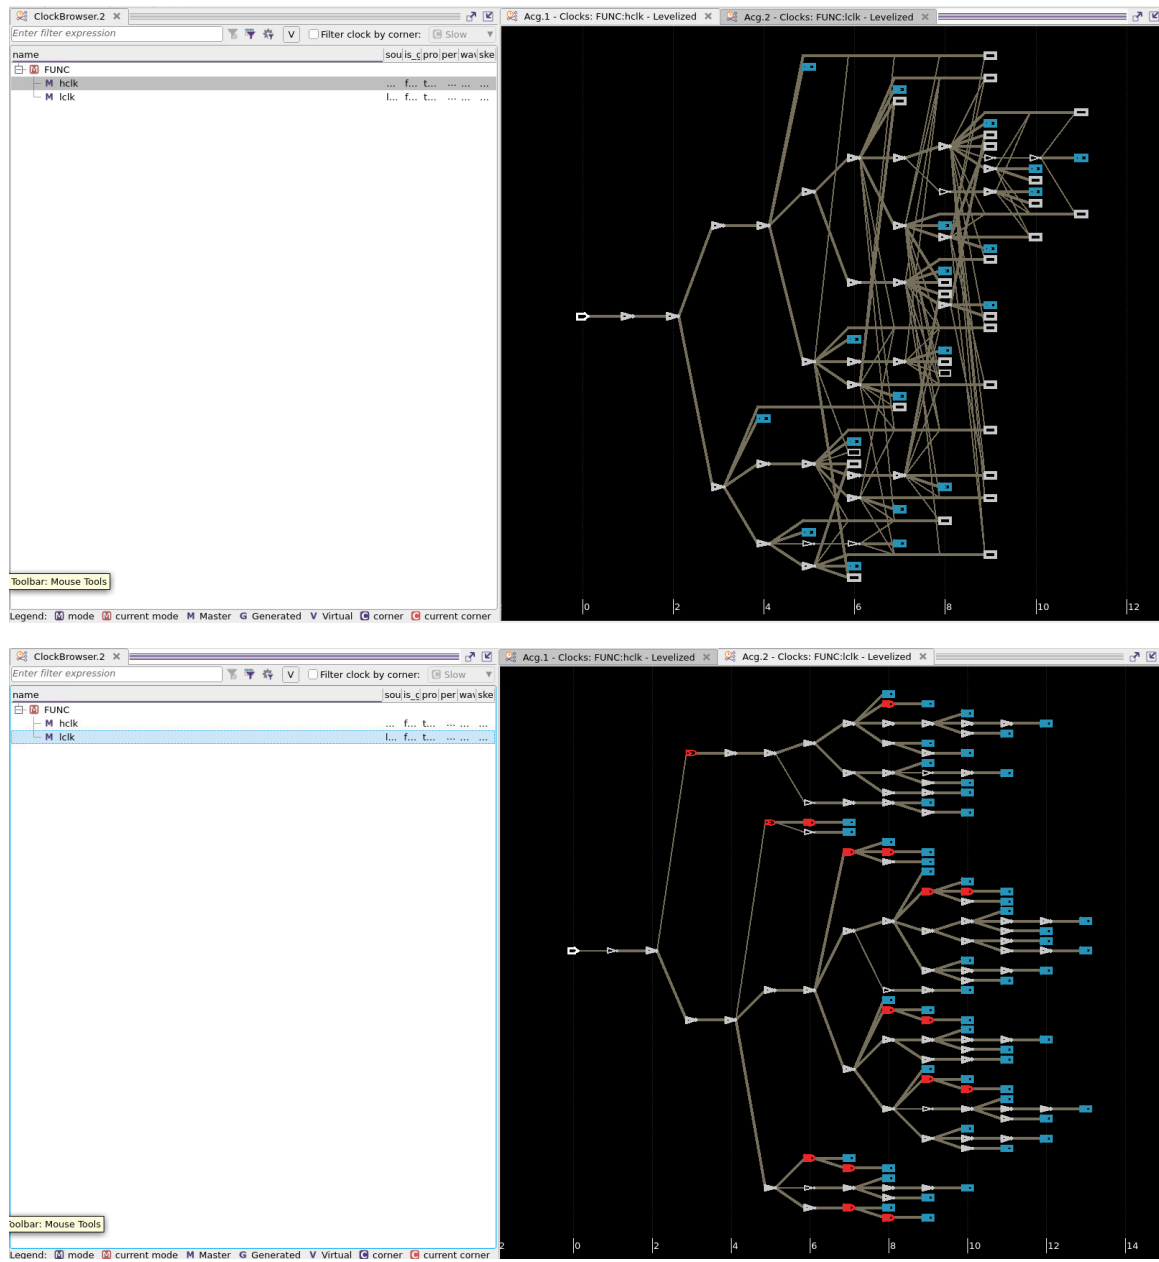 ClockBrowser.2
Acg.1 - Clocks: FUNC:hclk - Levelized
Acg.2 - Clocks: FUNC:lclk - Levelized
Enter filter expression
V
Filter clock by corner:
C Slow
name sou is_g pro per wav ske
M FUNC
M hclk ... f... t... ... ... ...
M lclk l... f... t... ... ... ...
Toolbar: Mouse Tools
Legend: M mode M current mode M Master G Generated V Virtual C corner C current corner
0 2 4 6 8 10 12
ClockBrowser.2
Acg.1 - Clocks: FUNC:hclk - Levelized
Acg.2 - Clocks: FUNC:lclk - Levelized
Enter filter expression
V
Filter clock by corner:
C Slow
name sou is_g pro per wav ske
M FUNC
M hclk ... f... t... ... ... ...
M lclk l... f... t... ... ... ...
oolbar: Mouse Tools
Legend: M mode M current mode M Master G Generated V Virtual C corner C current corner
2 0 2 4 6 8 10 12 14